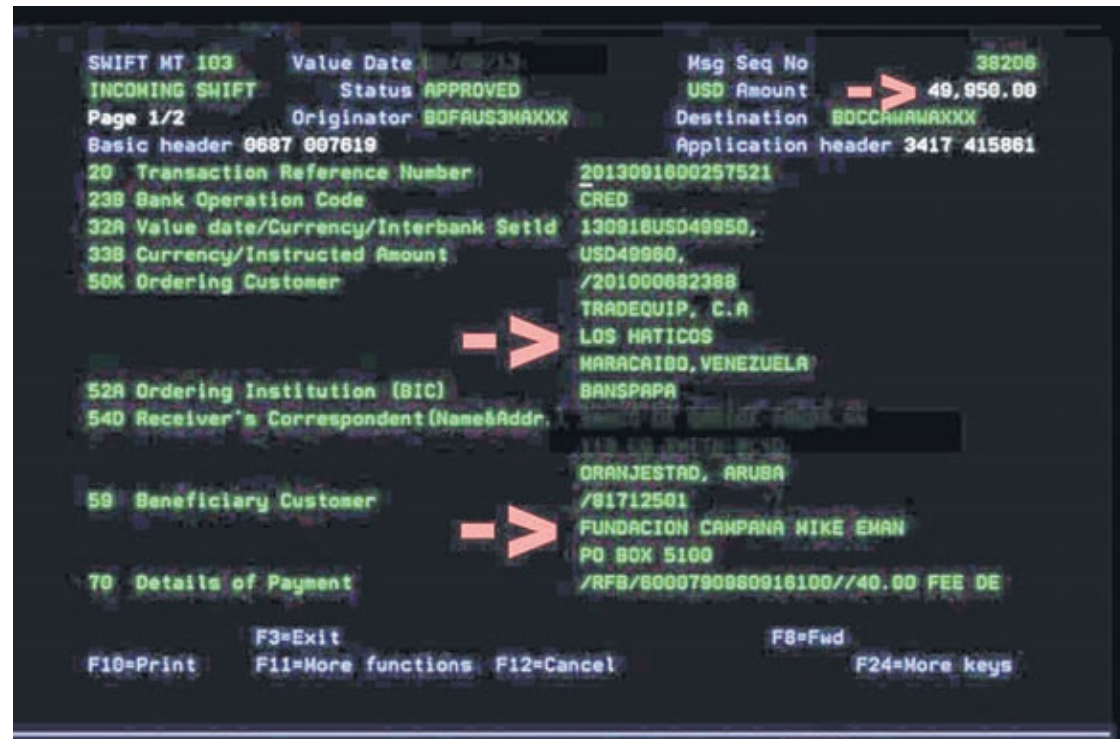 SWIFT MT 103 Value Date Msg Seq No 38206
INCOMING SWIFT Status APPROVED USD Amount -> 49,950.00
Page 1/2 Originator BOFAUS3MAXXX Destination BDCCAWAWAXXX
Basic header 0687 007619 Application header 3417 415861
20 Transaction Reference Number 2013091600257521
23B Bank Operation Code CRED
32A Value date/Currency/Interbank Setld 130916USD49950,
33B Currency/Instructed Amount USD49960,
50K Ordering Customer /201000682388
TRADEQUIP, C.A
-> LOS HATICOS
MARACAIBO,VENEZUELA
52A Ordering Institution (BIC) BANSPAPA
54D Receiver's Correspondent(Name&Addr.
ORANJESTAD, ARUBA
59 Beneficiary Customer /81712501
-> FUNDACION CAMPANA MIKE EMAN
PO BOX 5100
70 Details of Payment /RFB/6000790980916100//40.00 FEE DE
F3=Exit F8=Fwd
F10=Print F11=More functions F12=Cancel F24=More keys